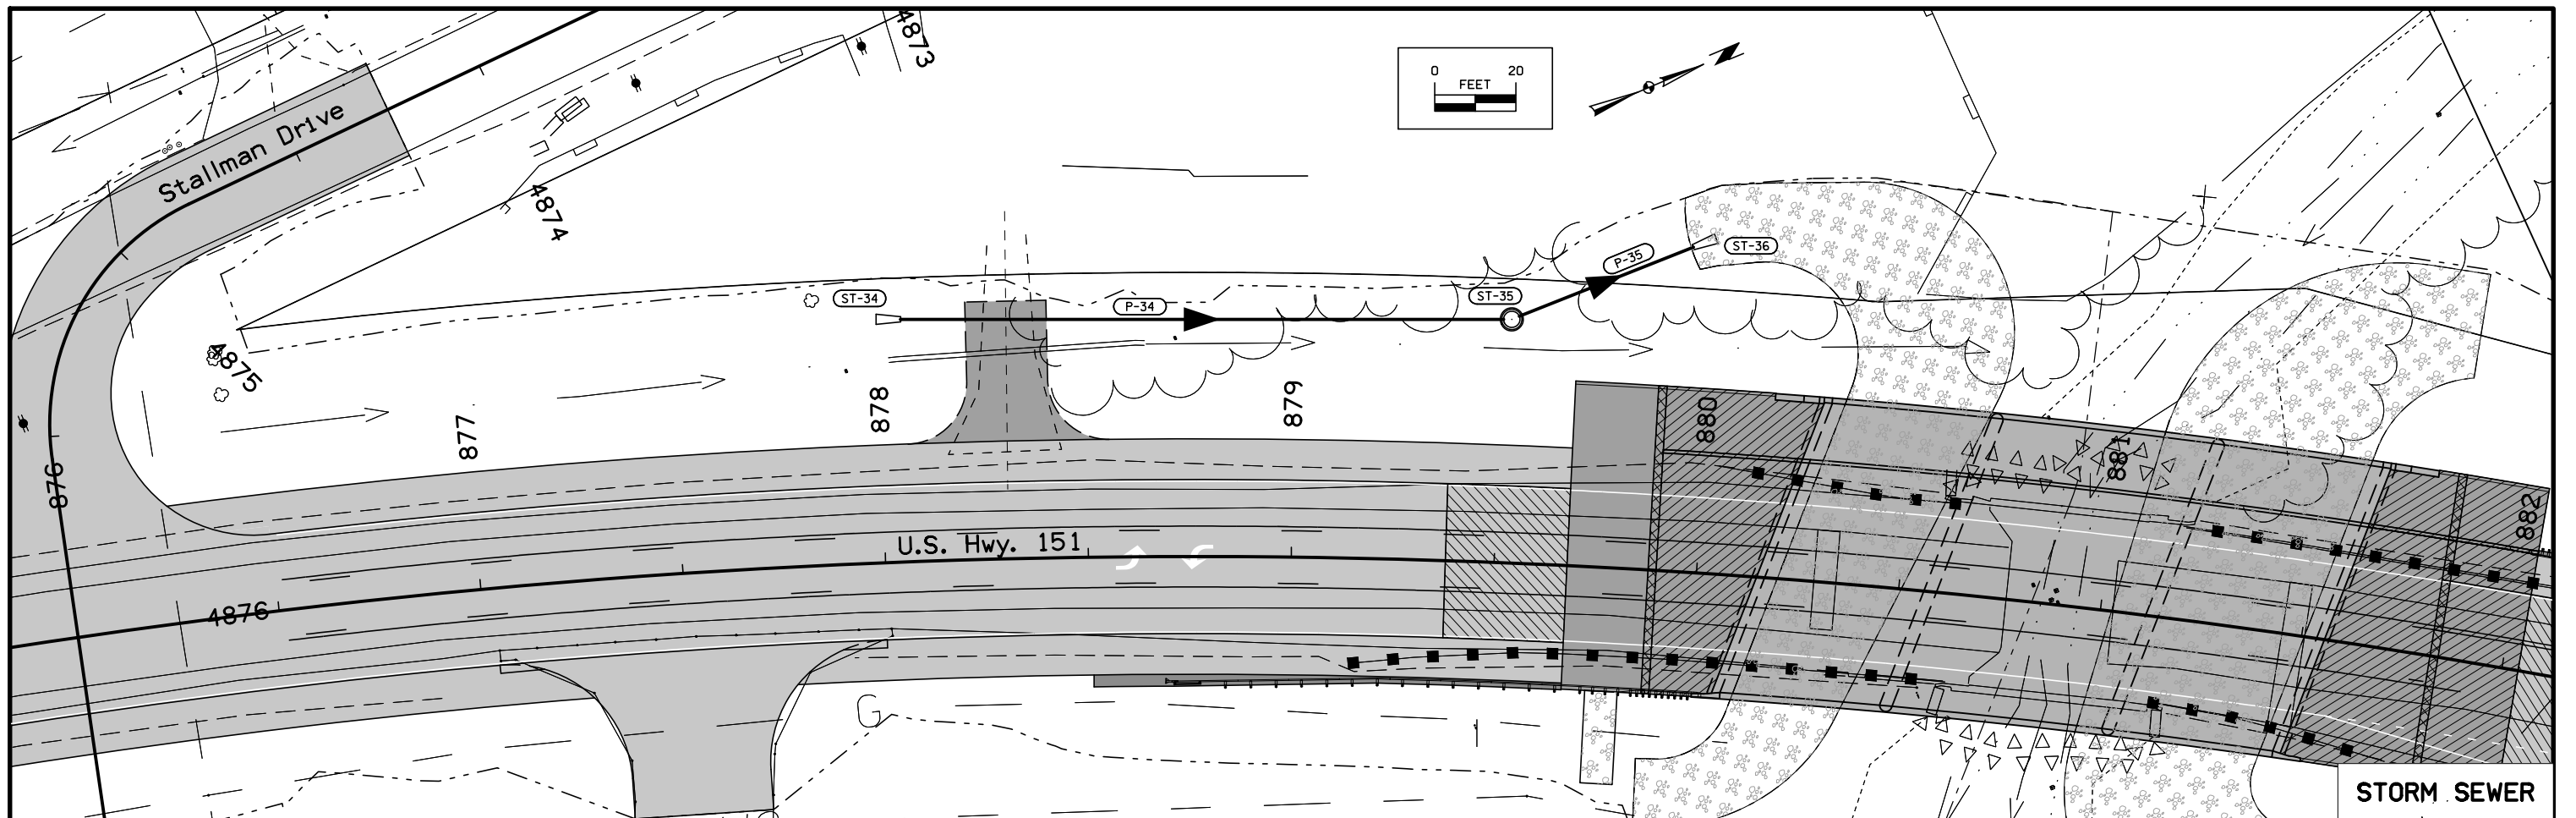 4873
0 20
FEET
Stallman Drive
4874
P-35
ST-36
ST-34
P-34
ST-35
4875
877
878
879
880
881
876
882
U.S. Hwy. 151
4876
G
STORM SEWER